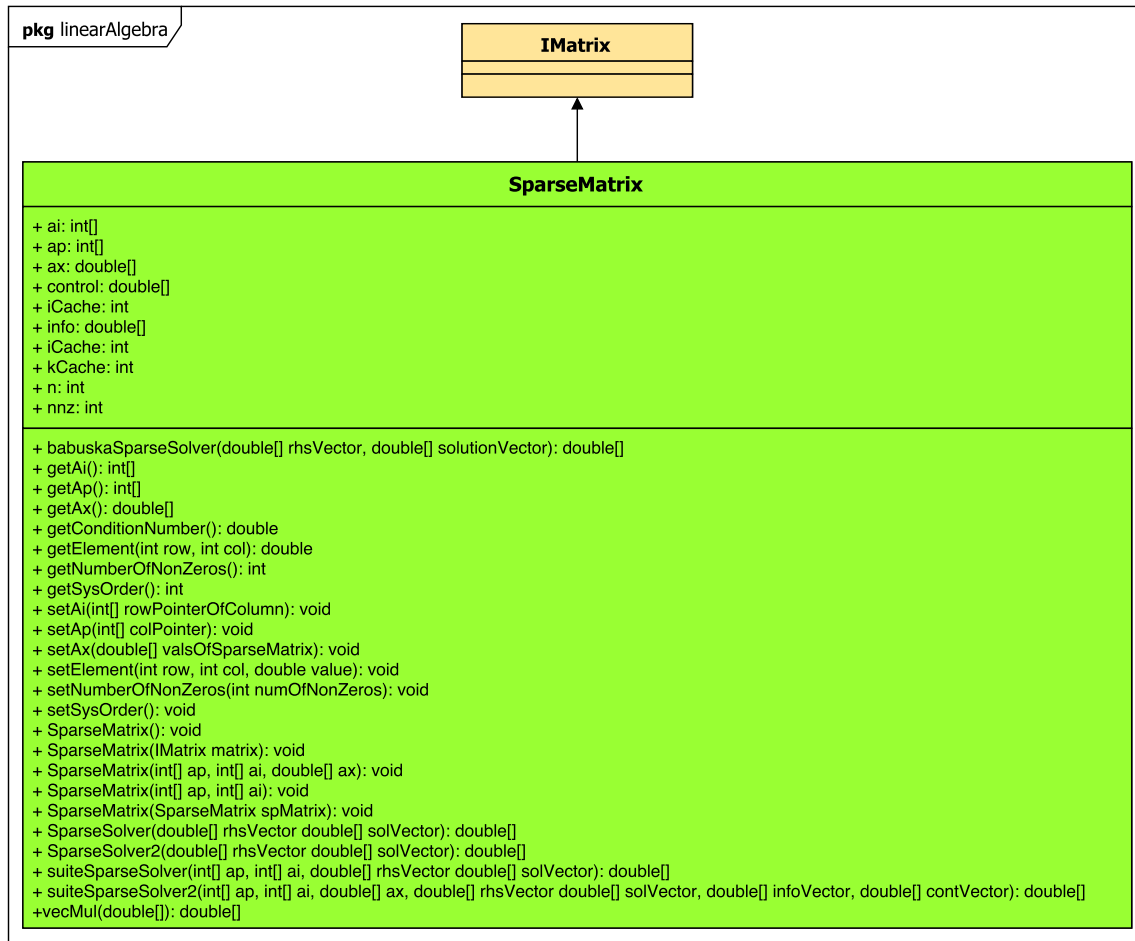 pkg linearAlgebra
IMatrix
SparseMatrix
+ ai: int[]
+ ap: int[]
+ ax: double[]
+ control: double[]
+ iCache: int
+ info: double[]
+ iCache: int
+ kCache: int
+ n: int
+ nnz: int
+ babuskaSparseSolver(double[] rhsVector, double[] solutionVector): double[]
+ getAi(): int[]
+ getAp(): int[]
+ getAx(): double[]
+ getConditionNumber(): double
+ getElement(int row, int col): double
+ getNumberOfNonZeros(): int
+ getSysOrder(): int
+ setAi(int[] rowPointerOfColumn): void
+ setAp(int[] colPointer): void
+ setAx(double[] valsOfSparseMatrix): void
+ setElement(int row, int col, double value): void
+ setNumberOfNonZeros(int numOfNonZeros): void
+ setSysOrder(): void
+ SparseMatrix(): void
+ SparseMatrix(IMatrix matrix): void
+ SparseMatrix(int[] ap, int[] ai, double[] ax): void
+ SparseMatrix(int[] ap, int[] ai): void
+ SparseMatrix(SparseMatrix spMatrix): void
+ SparseSolver(double[] rhsVector double[] solVector): double[]
+ SparseSolver2(double[] rhsVector double[] solVector): double[]
+ suiteSparseSolver(int[] ap, int[] ai, double[] rhsVector double[] solVector): double[]
+ suiteSparseSolver2(int[] ap, int[] ai, double[] ax, double[] rhsVector double[] solVector, double[] infoVector, double[] contVector): double[]
+vecMul(double[]): double[]